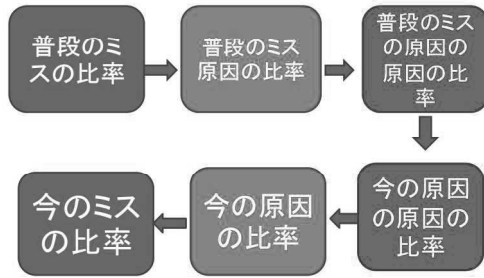 普段のミ
スの比率
普段のミス
原因の比率
普段のミス
の原因の
原因の比
率
今の原因
の原因の
比率
今の原因
の比率
今のミス
の比率